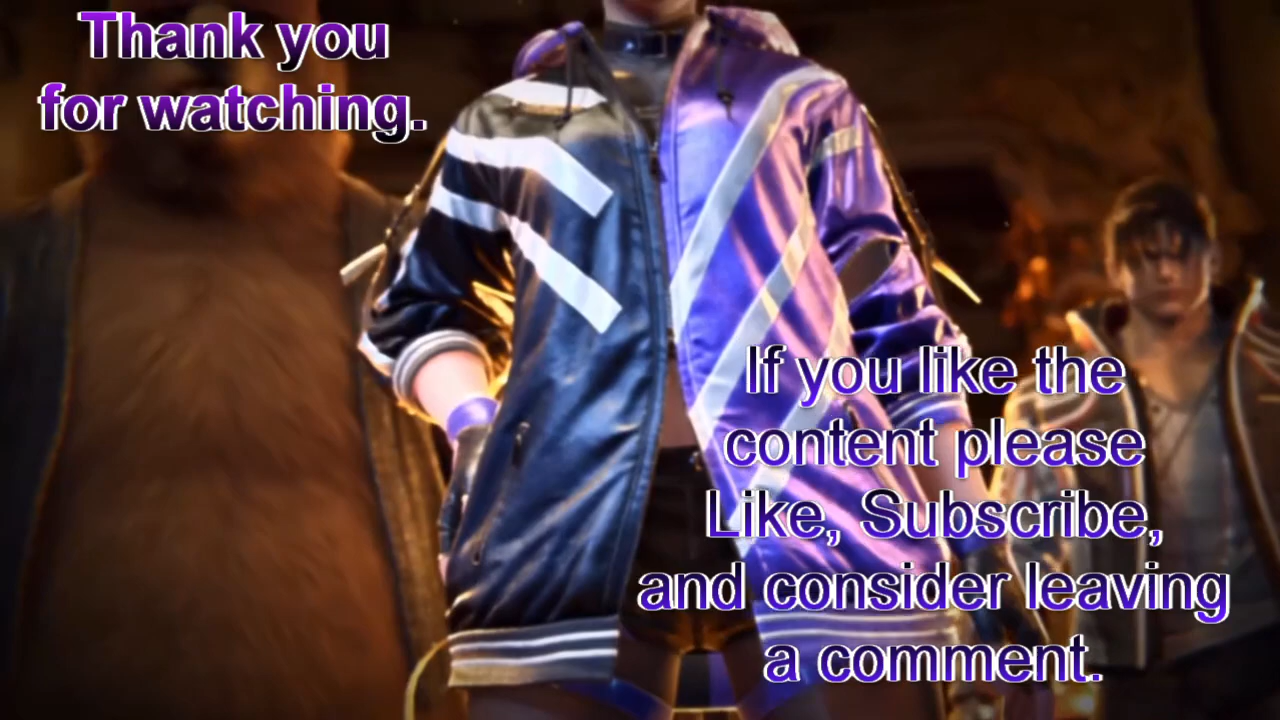 Thank you
for watching.
If you like the
content please
Like, Subscribe,
and consider leaving
a comment.